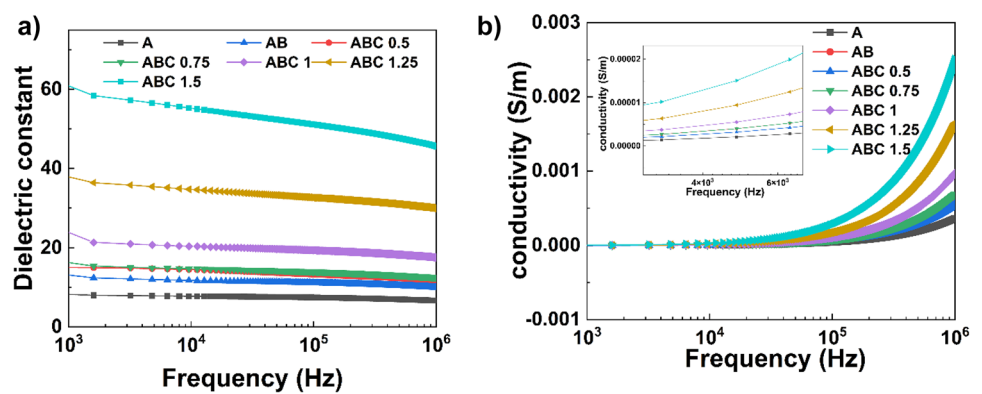 a)
A
AB
ABC 0.5
ABC 0.75
ABC 1
ABC 1.25
ABC 1.5
Dielectric constant
60
40
20
0
10³
10⁴
10⁵
10⁶
Frequency (Hz)
b)
A
AB
ABC 0.5
ABC 0.75
ABC 1
ABC 1.25
ABC 1.5
conductivity (S/m)
0.003
0.002
0.001
0.000
-0.001
10³
10⁴
10⁵
10⁶
Frequency (Hz)
conductivity (S/m)
0.00002
0.00001
0.00000
4×10³
6×10³
Frequency (Hz)